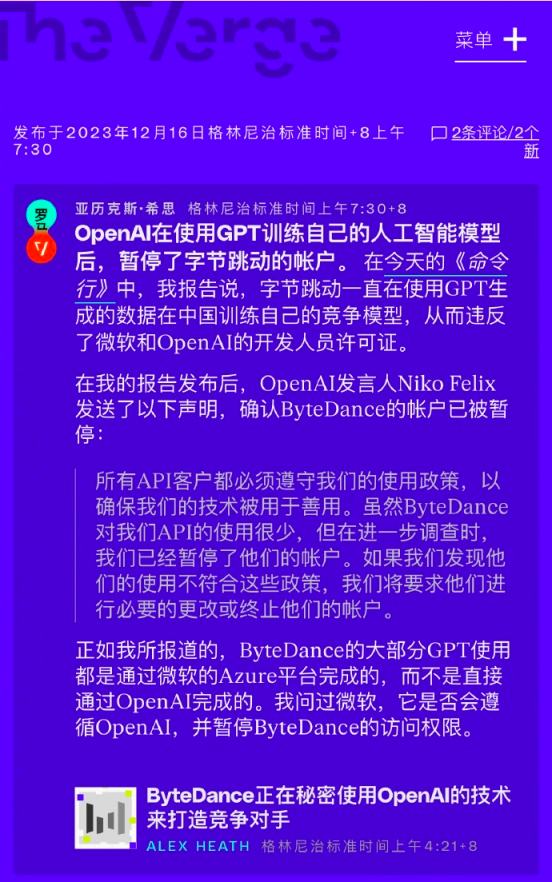 The Verge
菜单 +
发布于2023年12月16日格林尼治标准时间+8上午
7:30
2条评论/2个
新
亚历克斯·希思 格林尼治标准时间上午7:30+8
OpenAI在使用GPT训练自己的人工智能模型
后，暂停了字节跳动的帐户。 在今天的《命令
行》中，我报告说，字节跳动一直在使用GPT生
成的数据在中国训练自己的竞争模型，从而违反
了微软和OpenAI的开发人员许可证。
在我的报告发布后，OpenAI发言人Niko Felix
发送了以下声明，确认ByteDance的帐户已被暂
停：
所有API客户都必须遵守我们的使用政策，以
确保我们的技术被用于善用。虽然ByteDance
对我们API的使用很少，但在进一步调查时，
我们已经暂停了他们的帐户。如果我们发现他
们的使用不符合这些政策，我们将要求他们进
行必要的更改或终止他们的帐户。
正如我所报道的，ByteDance的大部分GPT使用
都是通过微软的Azure平台完成的，而不是直接
通过OpenAI完成的。我问过微软，它是否会遵
循OpenAI，并暂停ByteDance的访问权限。
ByteDance正在秘密使用OpenAI的技术
来打造竞争对手
ALEX HEATH 格林尼治标准时间上午4:21+8